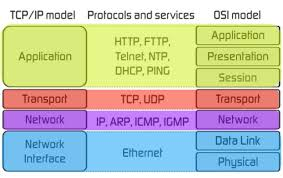 TCP/IP model Protocols and services OSI model
Application HTTP, FTTP, Application
Telnet, NTP, Presentation
DHCP, PING Session
Transport TCP, UDP Transport
Network IP, ARP, ICMP, IGMP Network
Network Interface Ethernet Data Link
Physical